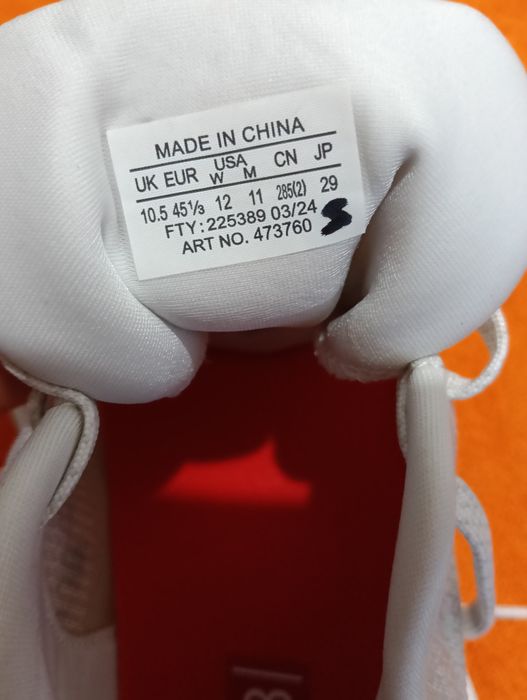 MADE IN CHINA
UK EUR USA W M CN JP
10.5 45⅓ 12 11 285(2) 29
FTY: 225389 03/24
ART NO. 473760